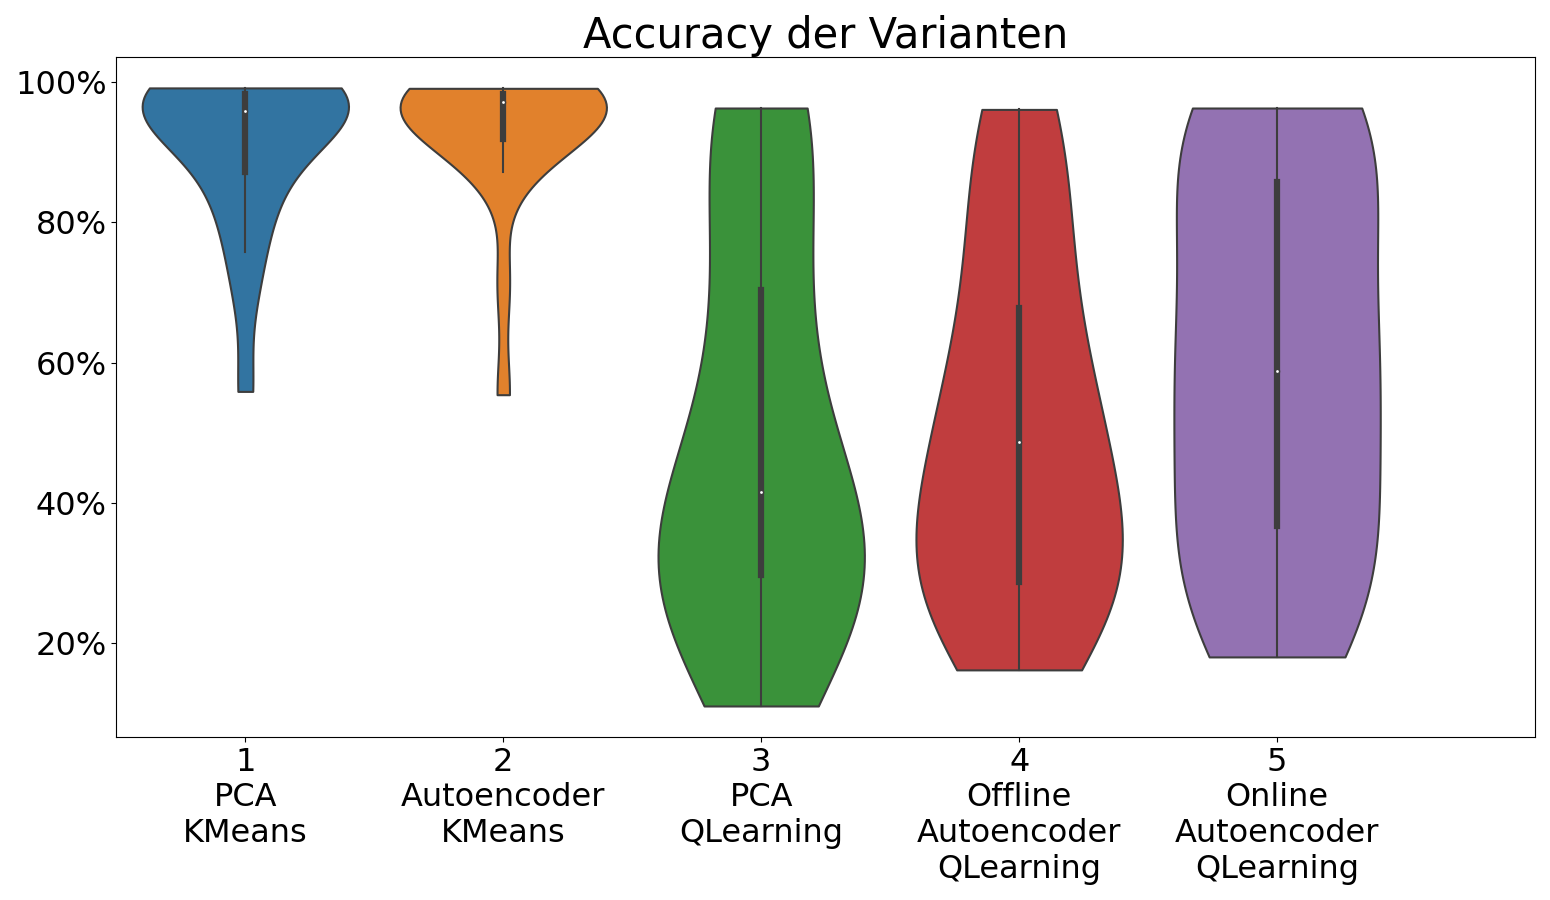 Accuracy der Varianten
100%
80%
60%
40%
20%
1
PCA
KMeans
2
Autoencoder
KMeans
3
PCA
QLearning
4
Offline
Autoencoder
QLearning
5
Online
Autoencoder
QLearning